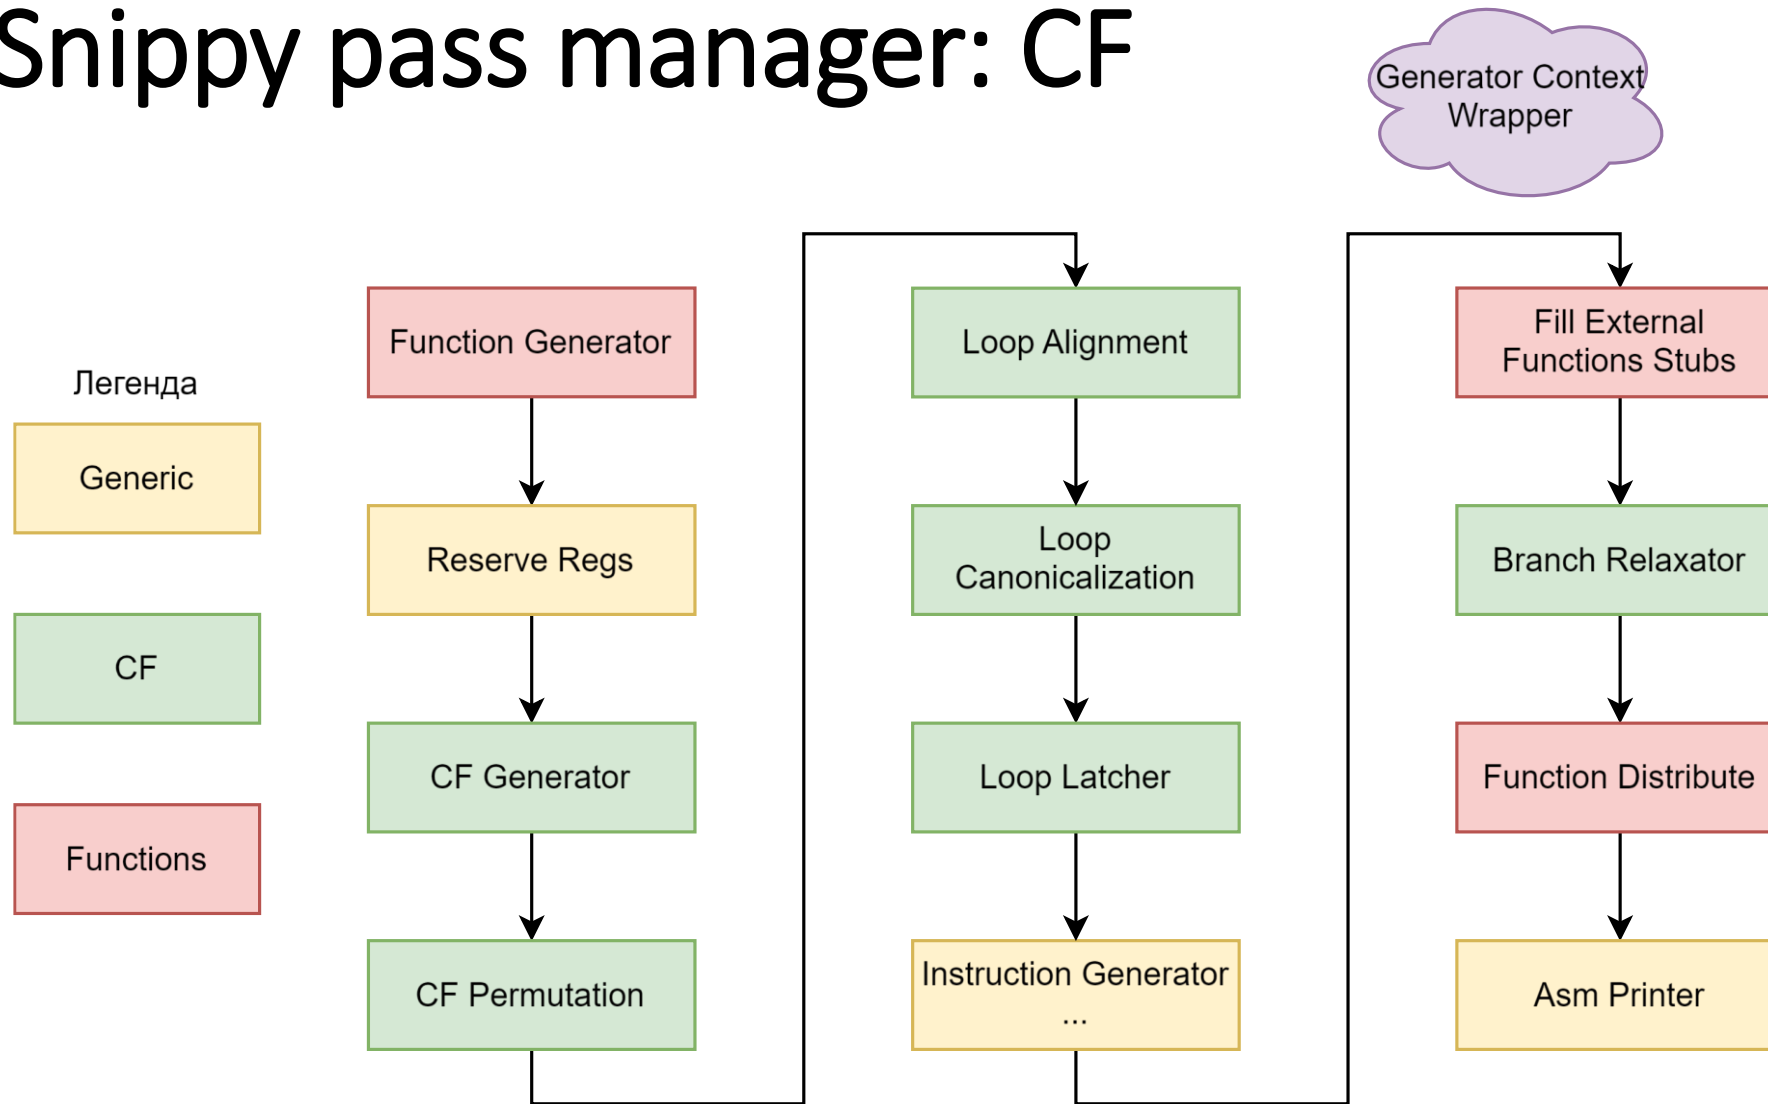 Snippy pass manager: CF
Generator Context
Wrapper
Легенда
Generic
CF
Functions
Function Generator
Reserve Regs
CF Generator
CF Permutation
Loop Alignment
Loop
Canonicalization
Loop Latcher
Instruction Generator
...
Fill External
Functions Stubs
Branch Relaxator
Function Distribute
Asm Printer